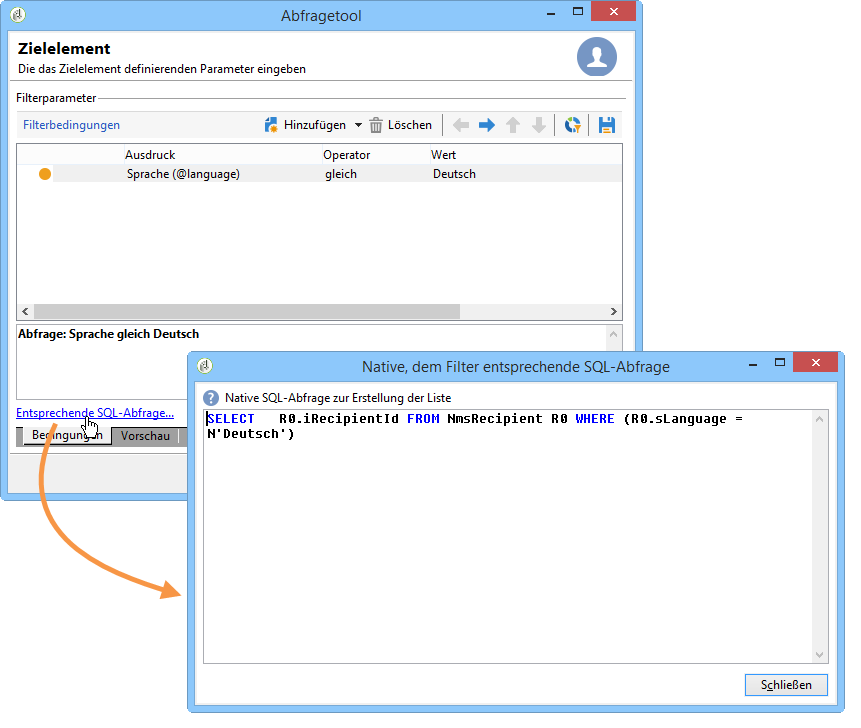 Abfragetool
Zielelement
Die das Zielelement definierenden Parameter eingeben
Filterparameter
Filterbedingungen Hinzufügen Löschen
Ausdruck Operator Wert
Sprache (@language) gleich Deutsch
Abfrage: Sprache gleich Deutsch
Entsprechende SQL-Abfrage...
Bedingungen Vorschau
Native, dem Filter entsprechende SQL-Abfrage
Native SQL-Abfrage zur Erstellung der Liste
SELECT R0.iRecipientId FROM NmsRecipient R0 WHERE (R0.sLanguage =
N'Deutsch')
Schließen